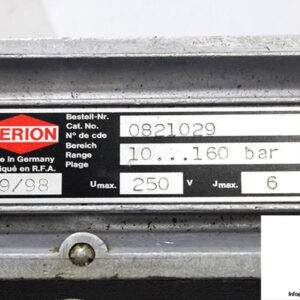 Bestell-Nr.
Cat. No. 0821029
N° de cde
ERION
Bereich
Range 10...160 bar
Plage
e in Germany
iqué en R.F.A.
9/98 Umax. 250 V Jmax. 6